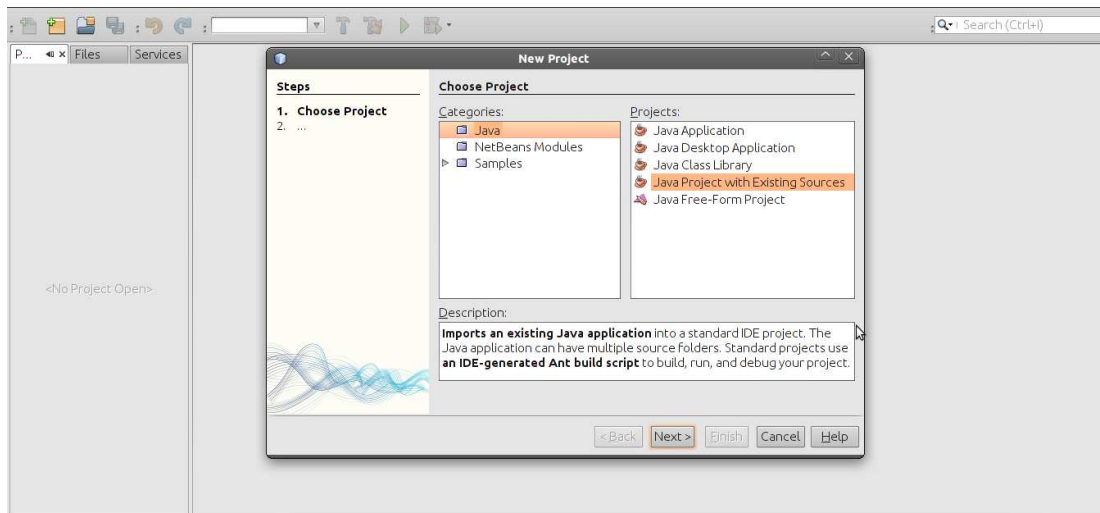 Search (Ctrl+I)
P... Files Services
New Project
Steps
1. Choose Project
2. ...
Choose Project
Categories:
Java
NetBeans Modules
Samples
Projects:
Java Application
Java Desktop Application
Java Class Library
Java Project with Existing Sources
Java Free-Form Project
<No Project Open>
Description:
Imports an existing Java application into a standard IDE project. The
Java application can have multiple source folders. Standard projects use
an IDE-generated Ant build script to build, run, and debug your project.
< Back Next > Finish Cancel Help